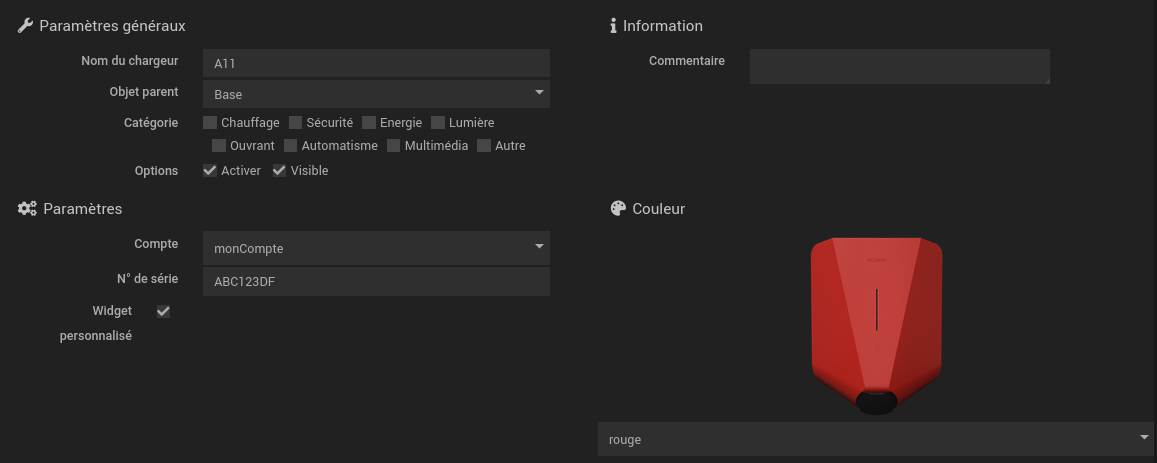 Paramètres généraux
Nom du chargeur A11
Objet parent Base
Catégorie Chauffage Sécurité Energie Lumière
Ouvrant Automatisme Multimédia Autre
Options Activer Visible
Paramètres
Compte monCompte
N° de série ABC123DF
Widget
personnalisé
Information
Commentaire
Couleur
rouge